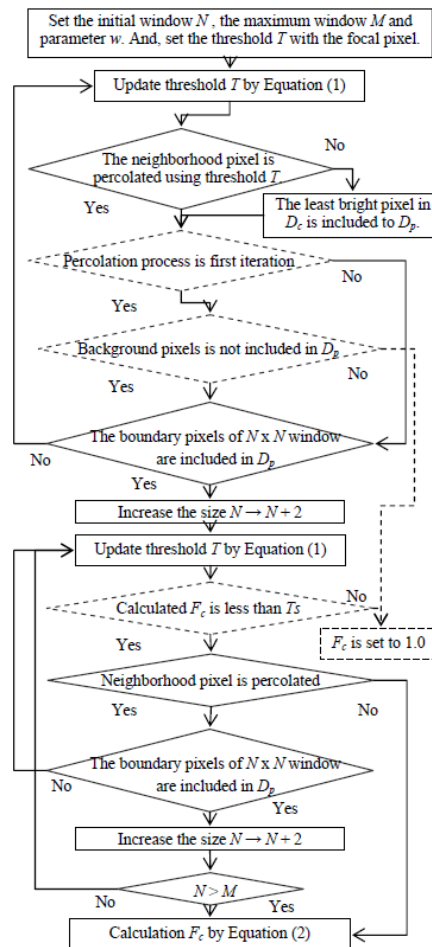 Set the initial window N , the maximum window M and
parameter w. And, set the threshold T with the focal pixel.
Update threshold T by Equation (1)
The neighborhood pixel is
percolated using threshold T.
No
Yes
The least bright pixel in
Dc is included to Dp.
Percolation process is first iteration
No
Yes
Background pixels is not included in Dp
No
Yes
The boundary pixels of N x N window
are included in Dp
No
Yes
Increase the size N → N + 2
Update threshold T by Equation (1)
Calculated Fc is less than Ts
No
Yes
Fc is set to 1.0
Neighborhood pixel is percolated
Yes
No
The boundary pixels of N x N window
are included in Dp
No
Yes
Increase the size N → N + 2
N > M
No
Yes
Calculation Fc by Equation (2)